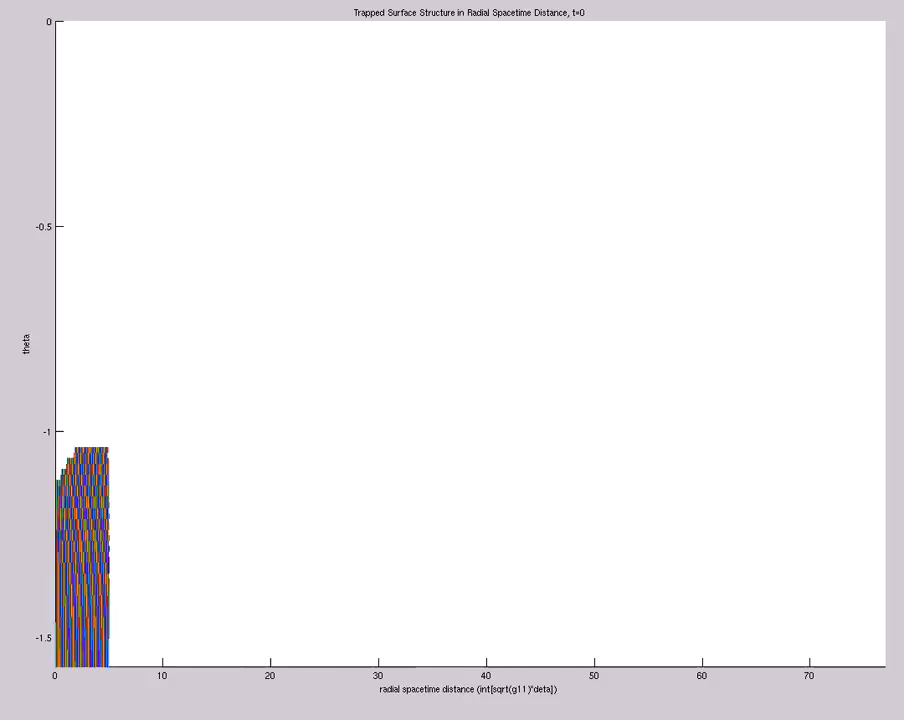 Trapped Surface Structure in Radial Spacetime Distance, t=0
0
-0.5
theta
-1
-1.5
0 10 20 30 40 50 60 70
radial spacetime distance (int[sqrt(g11)*deta])